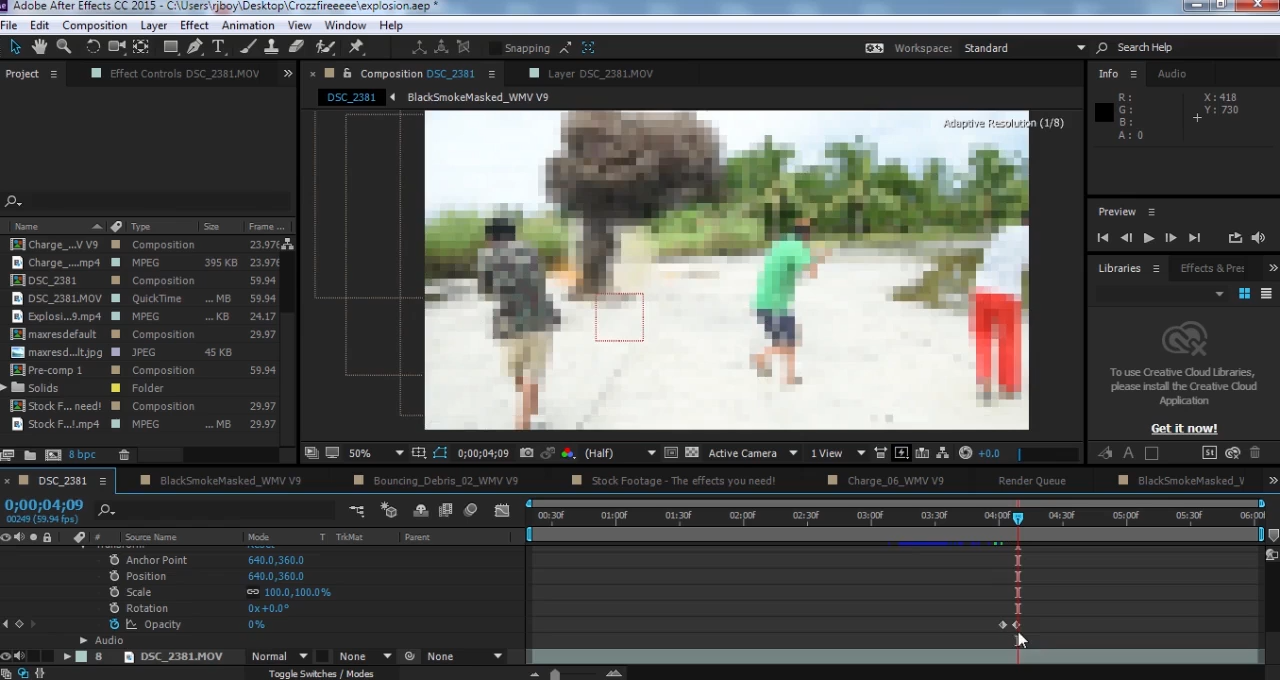 Adobe After Effects CC 2015 - C:\Users\rjboy\Desktop\Crozzfireeeee\explosion.aep *
File Edit Composition Layer Effect Animation View Window Help
Snapping
Workspace: Standard
Search Help
Project
Effect Controls DSC_2381.MOV
Composition DSC_2381
Layer DSC_2381.MOV
Info
Audio
DSC_2381
BlackSmokeMasked_WMV V9
Adaptive Resolution (1/8)
R:
G:
B:
A: 0
X: 418
Y: 730
Preview
Libraries
Effects & Pres
To use Creative Cloud Libraries,
please install the Creative Cloud
Application
Get it now!
Name Type Size Frame ...
Charge_...V V9 Composition 23.976
Charge_....mp4 MPEG 395 KB 23.976
DSC_2381 Composition 59.94
DSC_2381.MOV QuickTime ... MB 59.94
Explosi...9.mp4 MPEG ... KB 24.17
maxresdefault Composition 29.97
maxresd...lt.jpg JPEG 45 KB
Pre-comp 1 Composition 59.94
Solids Folder
Stock F... need! Composition 29.97
Stock F...!.mp4 MPEG ... MB 29.97
8 bpc
50%
0;00;04;09
(Half)
Active Camera
1 View
+0.0
DSC_2381
BlackSmokeMasked_WMV V9
Bouncing_Debris_02_WMV V9
Stock Footage - The effects you need!
Charge_06_WMV V9
Render Queue
BlackSmokeMasked_V
0;00;04;09
00249 (59.94 fps)
00:30f 01:00f 01:30f 02:00f 02:30f 03:00f 03:30f 04:00f 04:30f 05:00f 05:30f 06:00f
# Source Name Mode T TrkMat Parent
Transform Reset
Anchor Point 640.0,360.0
Position 640.0,360.0
Scale 100.0,100.0%
Rotation 0x+0.0°
Opacity 0%
Audio
8 DSC_2381.MOV Normal None None
Toggle Switches / Modes